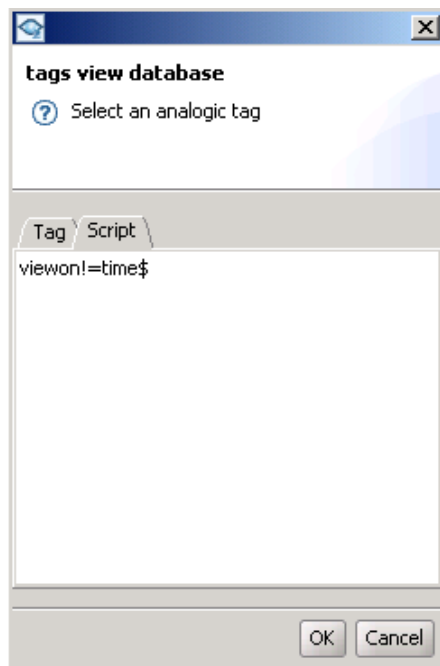 tags view database
Select an analogic tag
Tag Script
viewon!=time$
OK Cancel